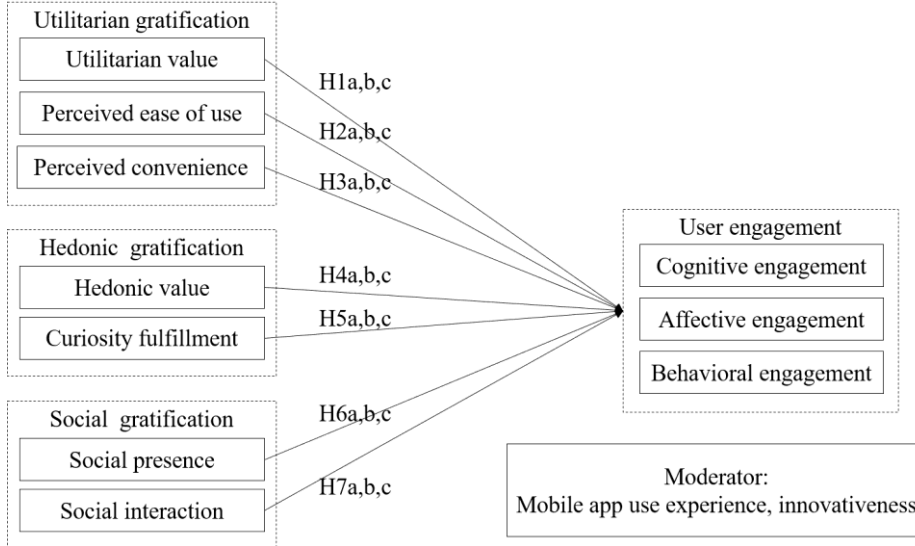 Utilitarian gratification
Utilitarian value
Perceived ease of use
Perceived convenience
Hedonic  gratification
Hedonic value
Curiosity fulfillment
Social  gratification
Social presence
Social interaction
H1a,b,c
H2a,b,c
H3a,b,c
H4a,b,c
H5a,b,c
H6a,b,c
H7a,b,c
User engagement
Cognitive engagement
Affective engagement
Behavioral engagement
Moderator:
Mobile app use experience, innovativeness